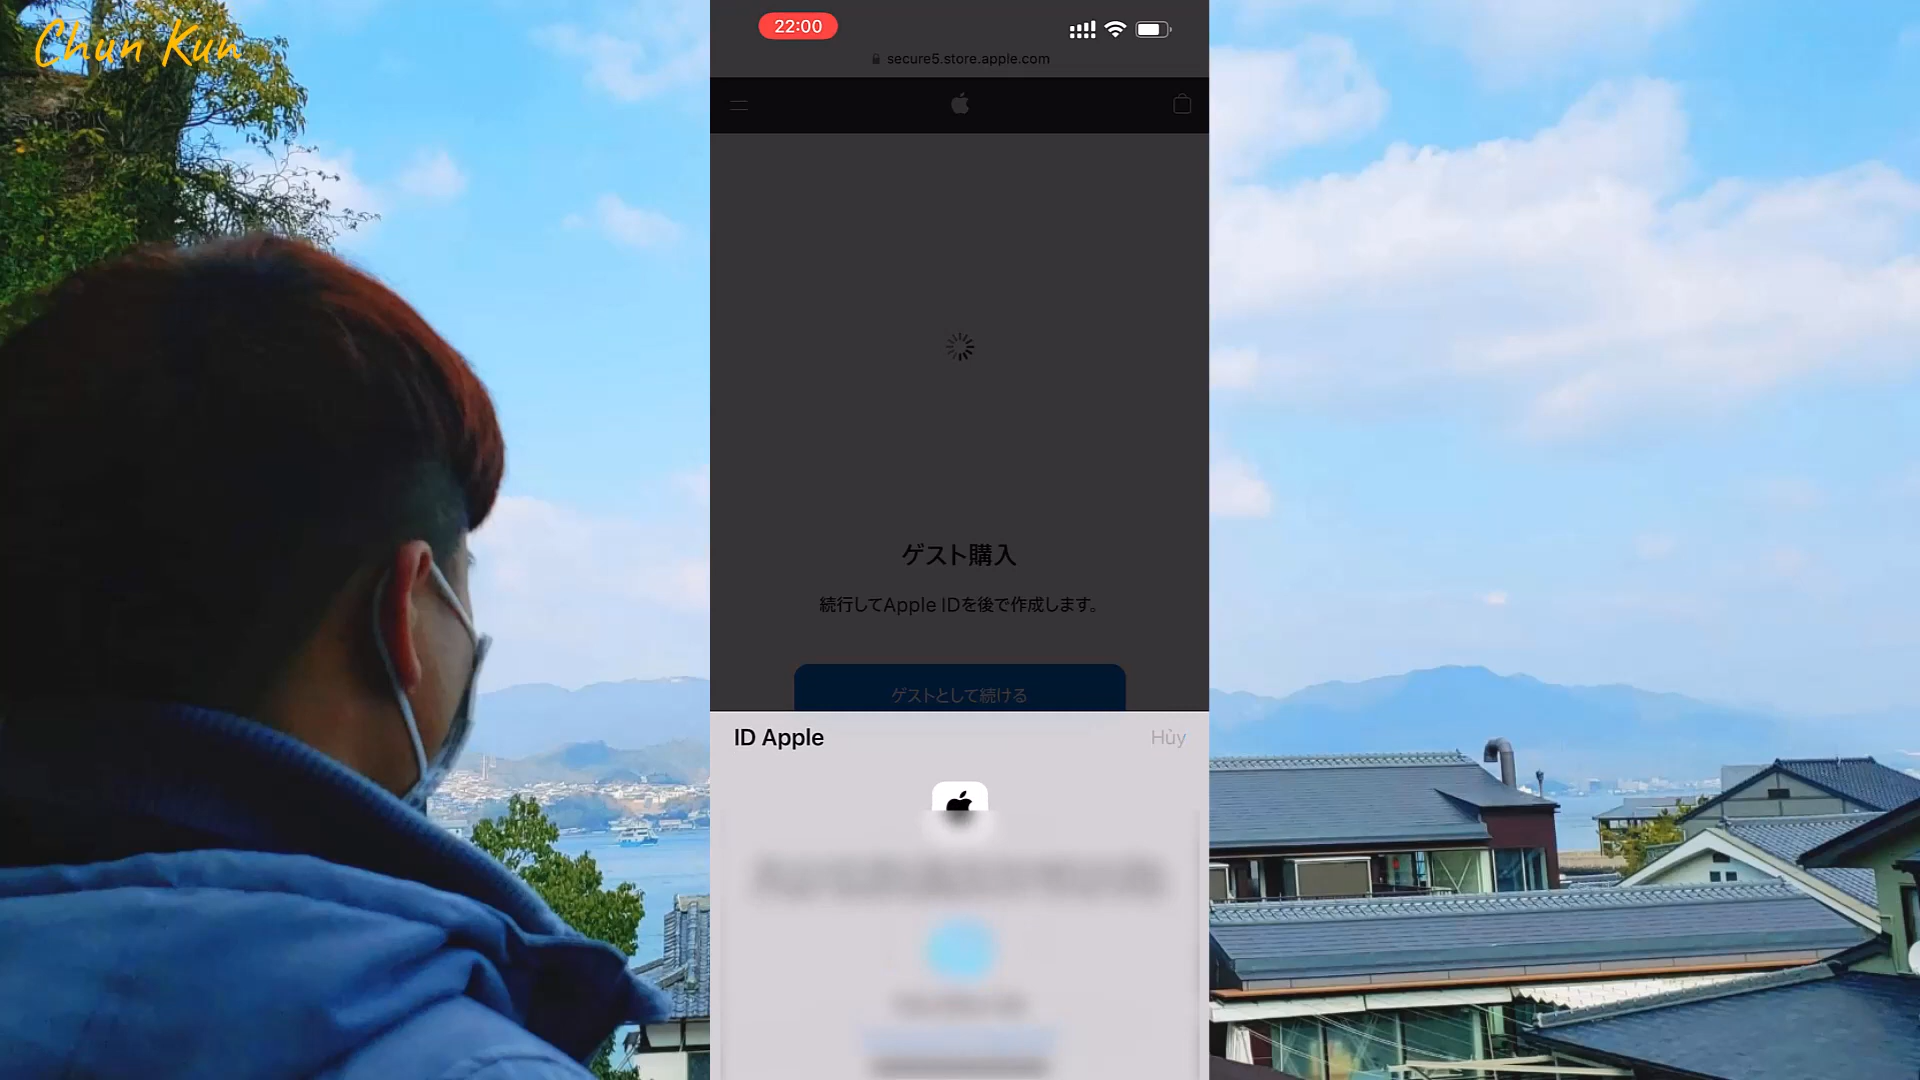 Chun Kun
22:00
secure5.store.apple.com
ゲスト購入
続行してApple IDを後で作成します。
ゲストとして続ける
ID Apple
Hủy